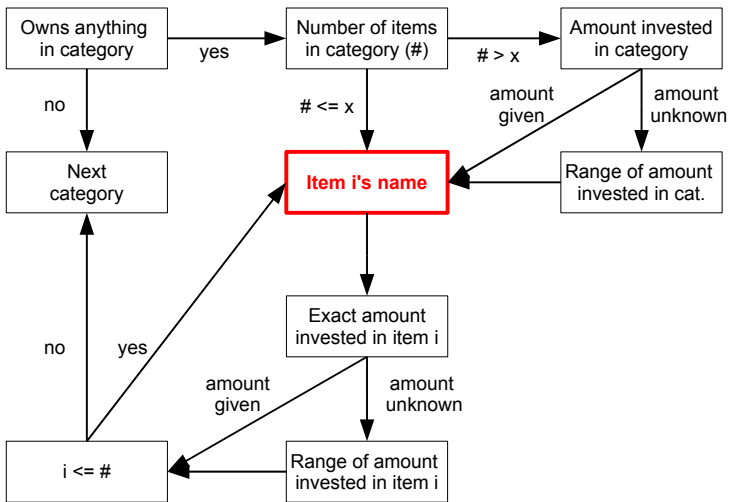 Owns anything
in category
yes
Number of items
in category (#)
# > x
Amount invested
in category
no
# <= x
amount
given
amount
unknown
Next
category
Item i's name
Range of amount
invested in cat.
Exact amount
invested in item i
no
yes
amount
given
amount
unknown
i <= #
Range of amount
invested in item i